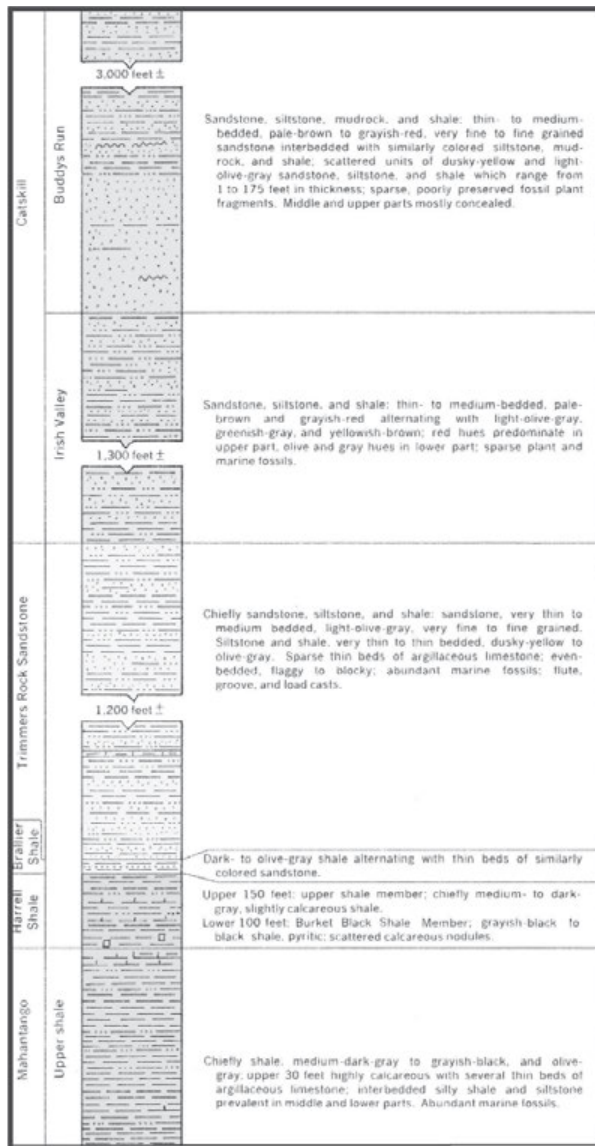 3,000 feet ±
Catskill
Buddys Run
Sandstone, siltstone, mudrock, and shale: thin- to medium-
bedded, pale-brown to grayish-red, very fine to fine grained
sandstone interbedded with similarly colored siltstone, mud-
rock, and shale; scattered units of dusky-yellow and light-
olive-gray sandstone, siltstone, and shale which range from
1 to 175 feet in thickness; sparse, poorly preserved fossil plant
fragments. Middle and upper parts mostly concealed.
Irish Valley
Sandstone, siltstone, and shale: thin- to medium-bedded, pale-
brown and grayish-red alternating with light-olive-gray,
greenish-gray, and yellowish-brown; red hues predominate in
upper part, olive and gray hues in lower part; sparse plant and
marine fossils.
1,300 feet ±
Trimmers Rock Sandstone
Chiefly sandstone, siltstone, and shale: sandstone, very thin to
medium bedded, light-olive-gray, very fine to fine grained.
Siltstone and shale, very thin to thin bedded, dusky-yellow to
olive-gray. Sparse thin beds of argillaceous limestone; even-
bedded, flaggy to blocky; abundant marine fossils; flute,
groove, and load casts.
1,200 feet ±
Brallier
Shale
Dark- to olive-gray shale alternating with thin beds of similarly
colored sandstone.
Harrell
Shale
Upper 150 feet: upper shale member; chiefly medium- to dark-
gray, slightly calcareous shale.
Lower 100 feet: Burket Black Shale Member; grayish-black to
black shale, pyritic; scattered calcareous nodules.
Mahantango
Upper shale
Chiefly shale, medium-dark-gray to grayish-black, and olive-
gray; upper 30 feet highly calcareous with several thin beds of
argillaceous limestone; interbedded silly shale and siltstone
prevalent in middle and lower parts. Abundant marine fossils.